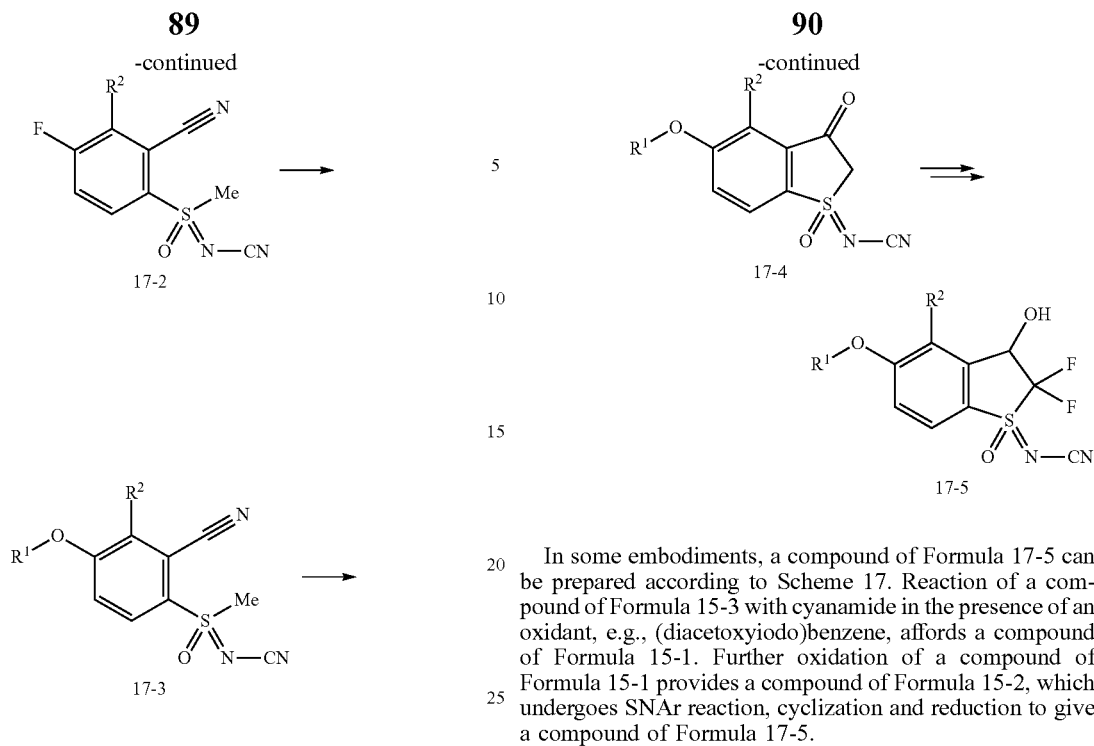 89
-continued
R²
F
N
Me
S
O
N—CN
17-2
R²
O
R¹
N
Me
S
O
N—CN
17-3
5
10
15
20
25
90
-continued
R²
O
O
R¹
S
O
N—CN
17-4
R²
OH
O
R¹
F
F
S
O
N—CN
17-5
In some embodiments, a compound of Formula 17-5 can
be prepared according to Scheme 17. Reaction of a com-
pound of Formula 15-3 with cyanamide in the presence of an
oxidant, e.g., (diacetoxyiodo)benzene, affords a compound
of Formula 15-1. Further oxidation of a compound of
Formula 15-1 provides a compound of Formula 15-2, which
undergoes SNAr reaction, cyclization and reduction to give
a compound of Formula 17-5.